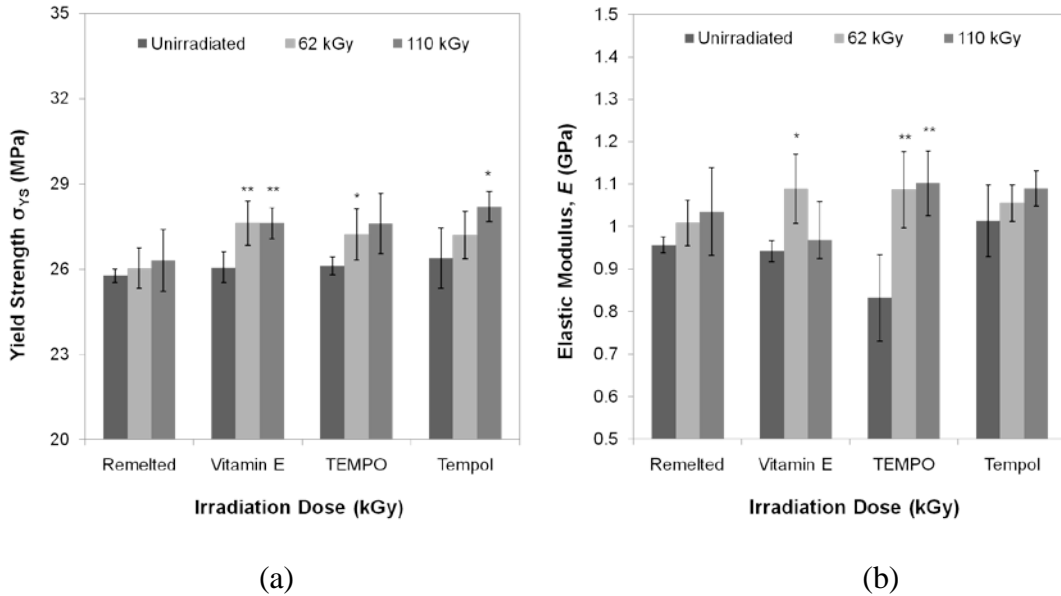 35
32
29
26
23
20
Yield Strength σYS (MPa)
Unirradiated 62 kGy 110 kGy
** ** * *
Remelted Vitamin E TEMPO Tempol
Irradiation Dose (kGy)
(a)
1.5
1.4
1.3
1.2
1.1
1
0.9
0.8
0.7
0.6
0.5
Elastic Modulus, E (GPa)
Unirradiated 62 kGy 110 kGy
* ** **
Remelted Vitamin E TEMPO Tempol
Irradiation Dose (kGy)
(b)